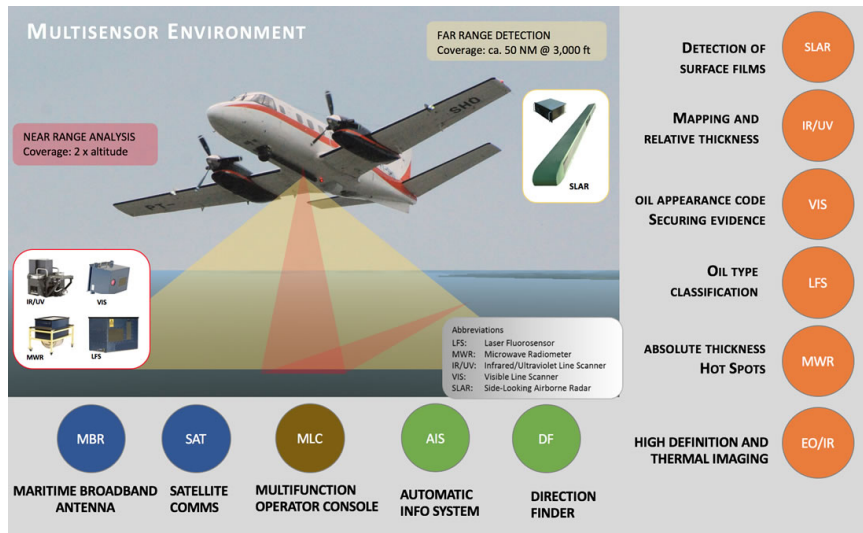 MULTISENSOR ENVIRONMENT
FAR RANGE DETECTION
Coverage: ca. 50 NM @ 3,000 ft
NEAR RANGE ANALYSIS
Coverage: 2 x altitude
OHS
PT-
SLAR
IR/UV
VIS
MWR
LFS
Abbreviations
LFS: Laser Fluorosensor
MWR: Microwave Radiometer
IR/UV: Infrared/Ultraviolet Line Scanner
VIS: Visible Line Scanner
SLAR: Side-Looking Airborne Radar
DETECTION OF
SURFACE FILMS
SLAR
MAPPING AND
RELATIVE THICKNESS
IR/UV
OIL APPEARANCE CODE
SECURING EVIDENCE
VIS
OIL TYPE
CLASSIFICATION
LFS
ABSOLUTE THICKNESS
HOT SPOTS
MWR
HIGH DEFINITION AND
THERMAL IMAGING
EO/IR
MBR
MARITIME BROADBAND
ANTENNA
SAT
SATELLITE
COMMS
MLC
MULTIFUNCTION
OPERATOR CONSOLE
AIS
AUTOMATIC
INFO SYSTEM
DF
DIRECTION
FINDER